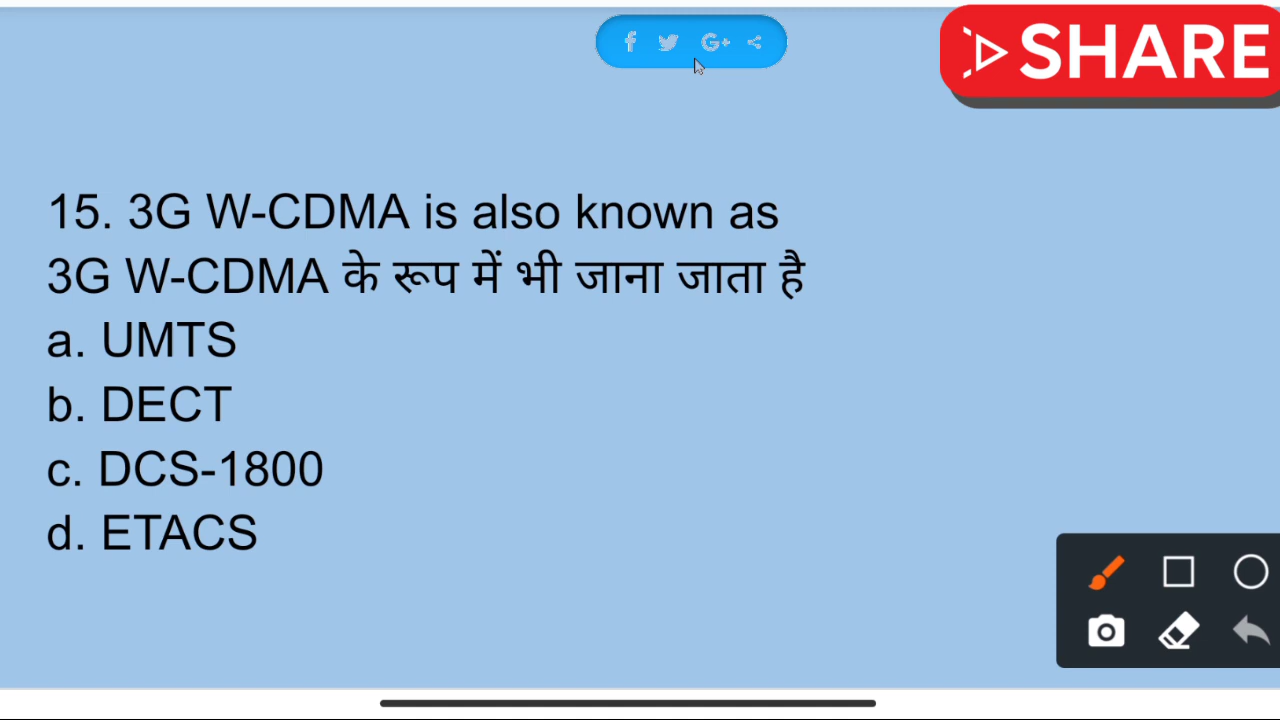 SHARE
15. 3G W-CDMA is also known as
3G W-CDMA के रूप में भी जाना जाता है
a. UMTS
b. DECT
c. DCS-1800
d. ETACS